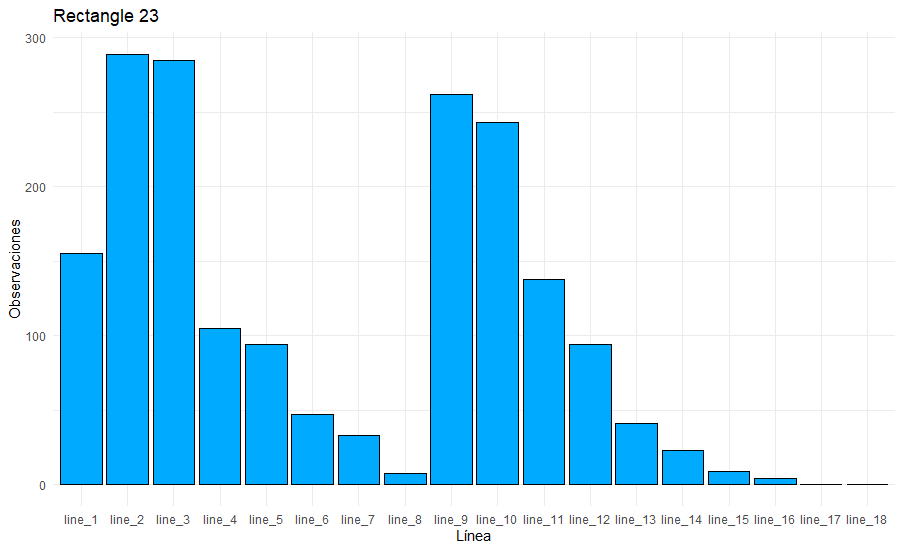 Rectangle 23
300
200
100
0
Observaciones
line_1 line_2 line_3 line_4 line_5 line_6 line_7 line_8 line_9 line_10 line_11 line_12 line_13 line_14 line_15 line_16 line_17 line_18
Línea